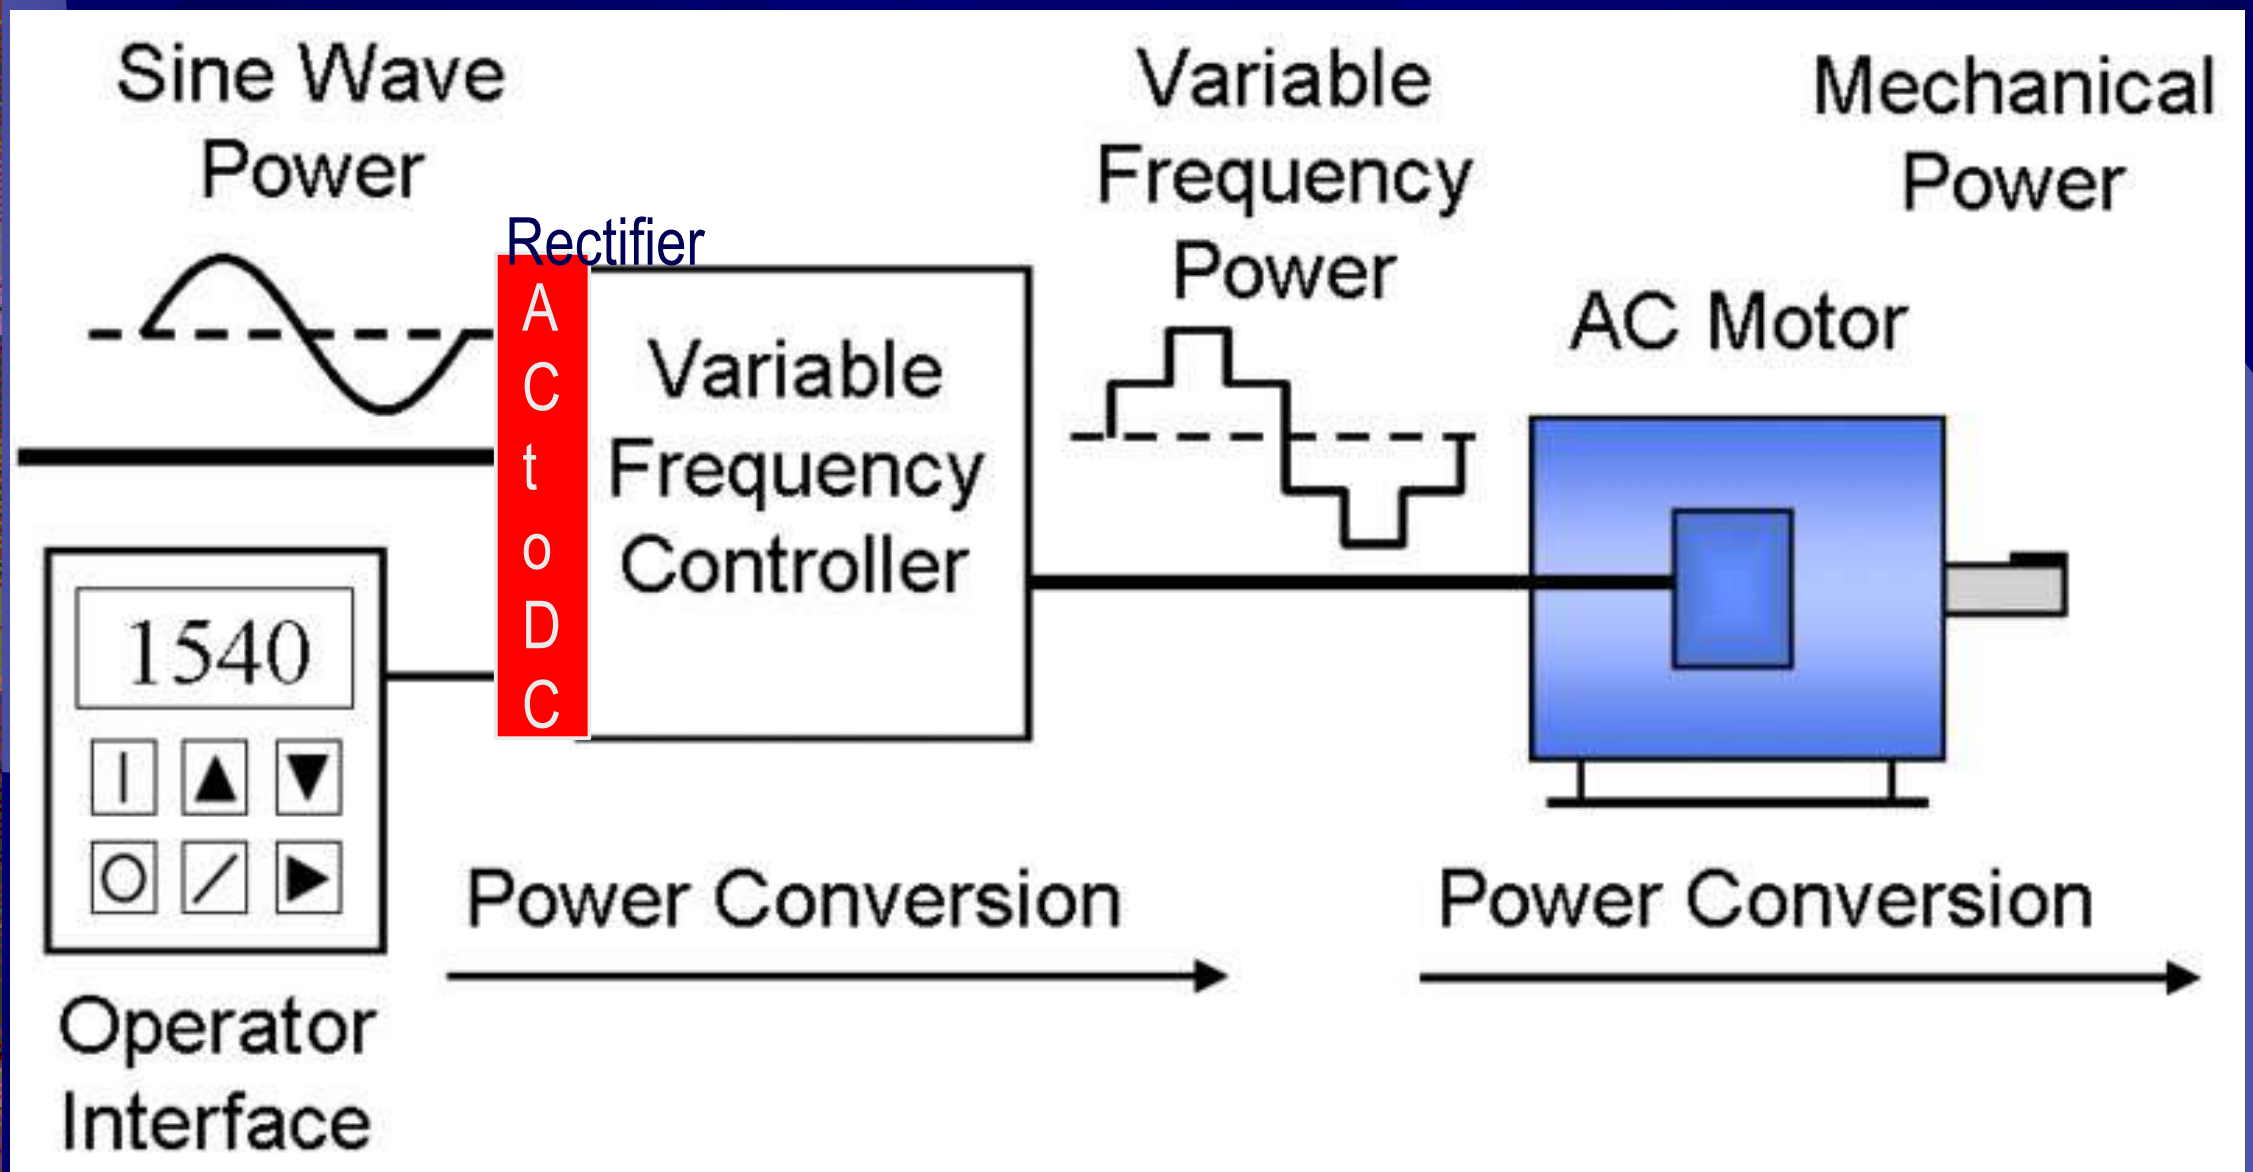 Sine Wave
Power
Rectifier
A
C
t
o
D
C
Variable
Frequency
Controller
Variable
Frequency
Power
Mechanical
Power
AC Motor
1540
Operator
Interface
Power Conversion
Power Conversion